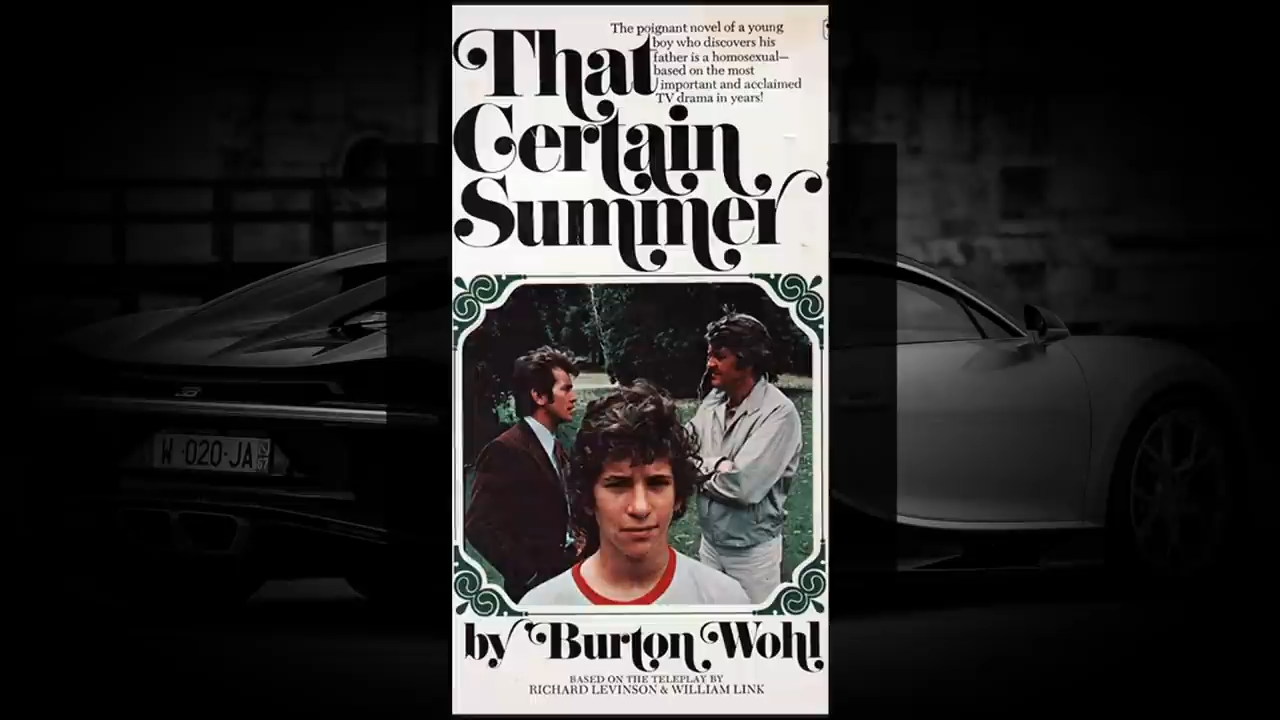 The poignant novel of a young
boy who discovers his
father is a homosexual—
based on the most
important and acclaimed
TV drama in years!
That
Certain
Summer
by Burton Wohl
BASED ON THE TELEPLAY BY
RICHARD LEVINSON & WILLIAM LINK
W 020-JA